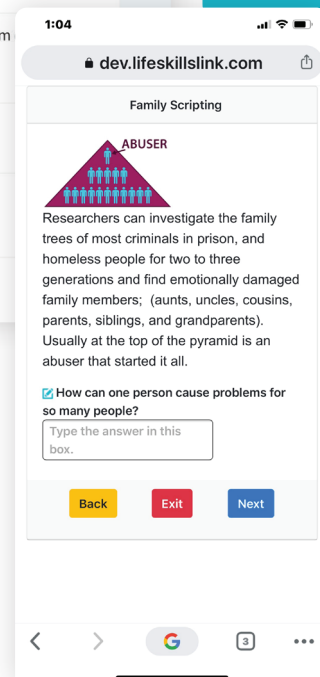 m
1:04
dev.lifeskillslink.com
Family Scripting
ABUSER
Researchers can investigate the family
trees of most criminals in prison, and
homeless people for two to three
generations and find emotionally damaged
family members;  (aunts, uncles, cousins,
parents, siblings, and grandparents).
Usually at the top of the pyramid is an
abuser that started it all.
How can one person cause problems for
so many people?
Type the answer in this
box.
Back Exit Next
G 3